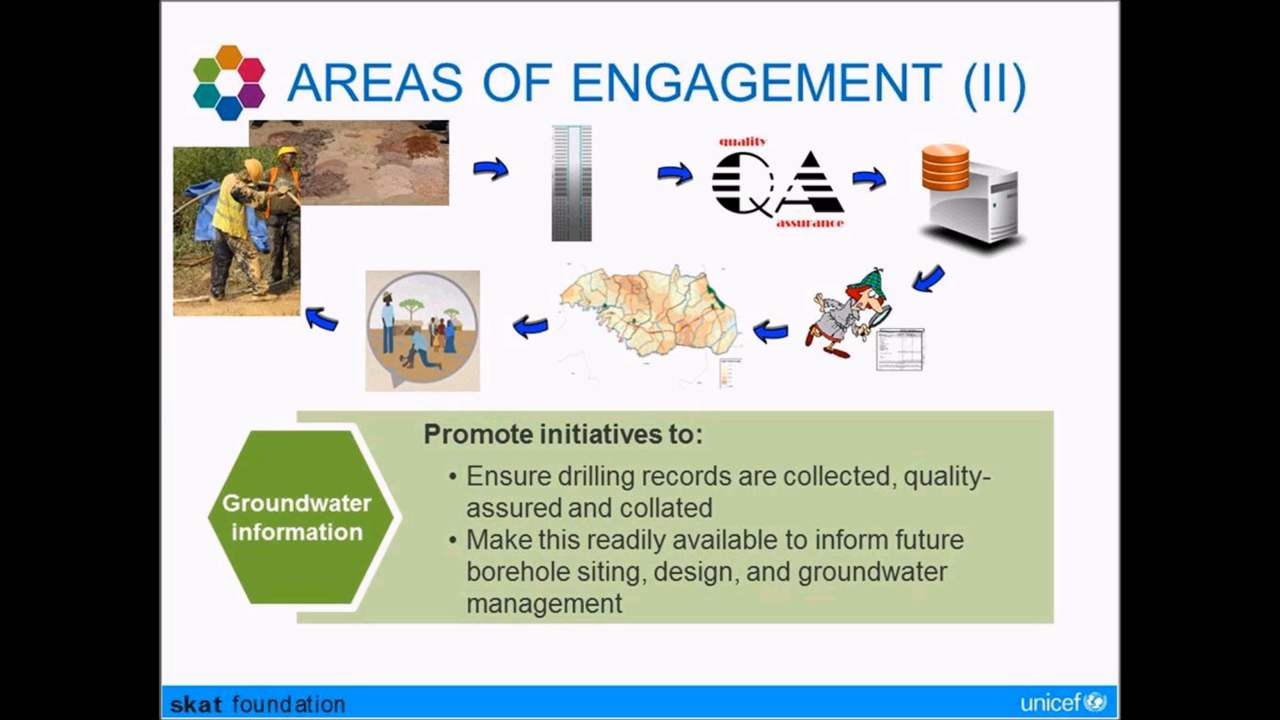 AREAS OF ENGAGEMENT (II)
quality
QA
assurance
Groundwater
information
Promote initiatives to:
• Ensure drilling records are collected, quality-
assured and collated
• Make this readily available to inform future
borehole siting, design, and groundwater
management
skat foundation
unicef